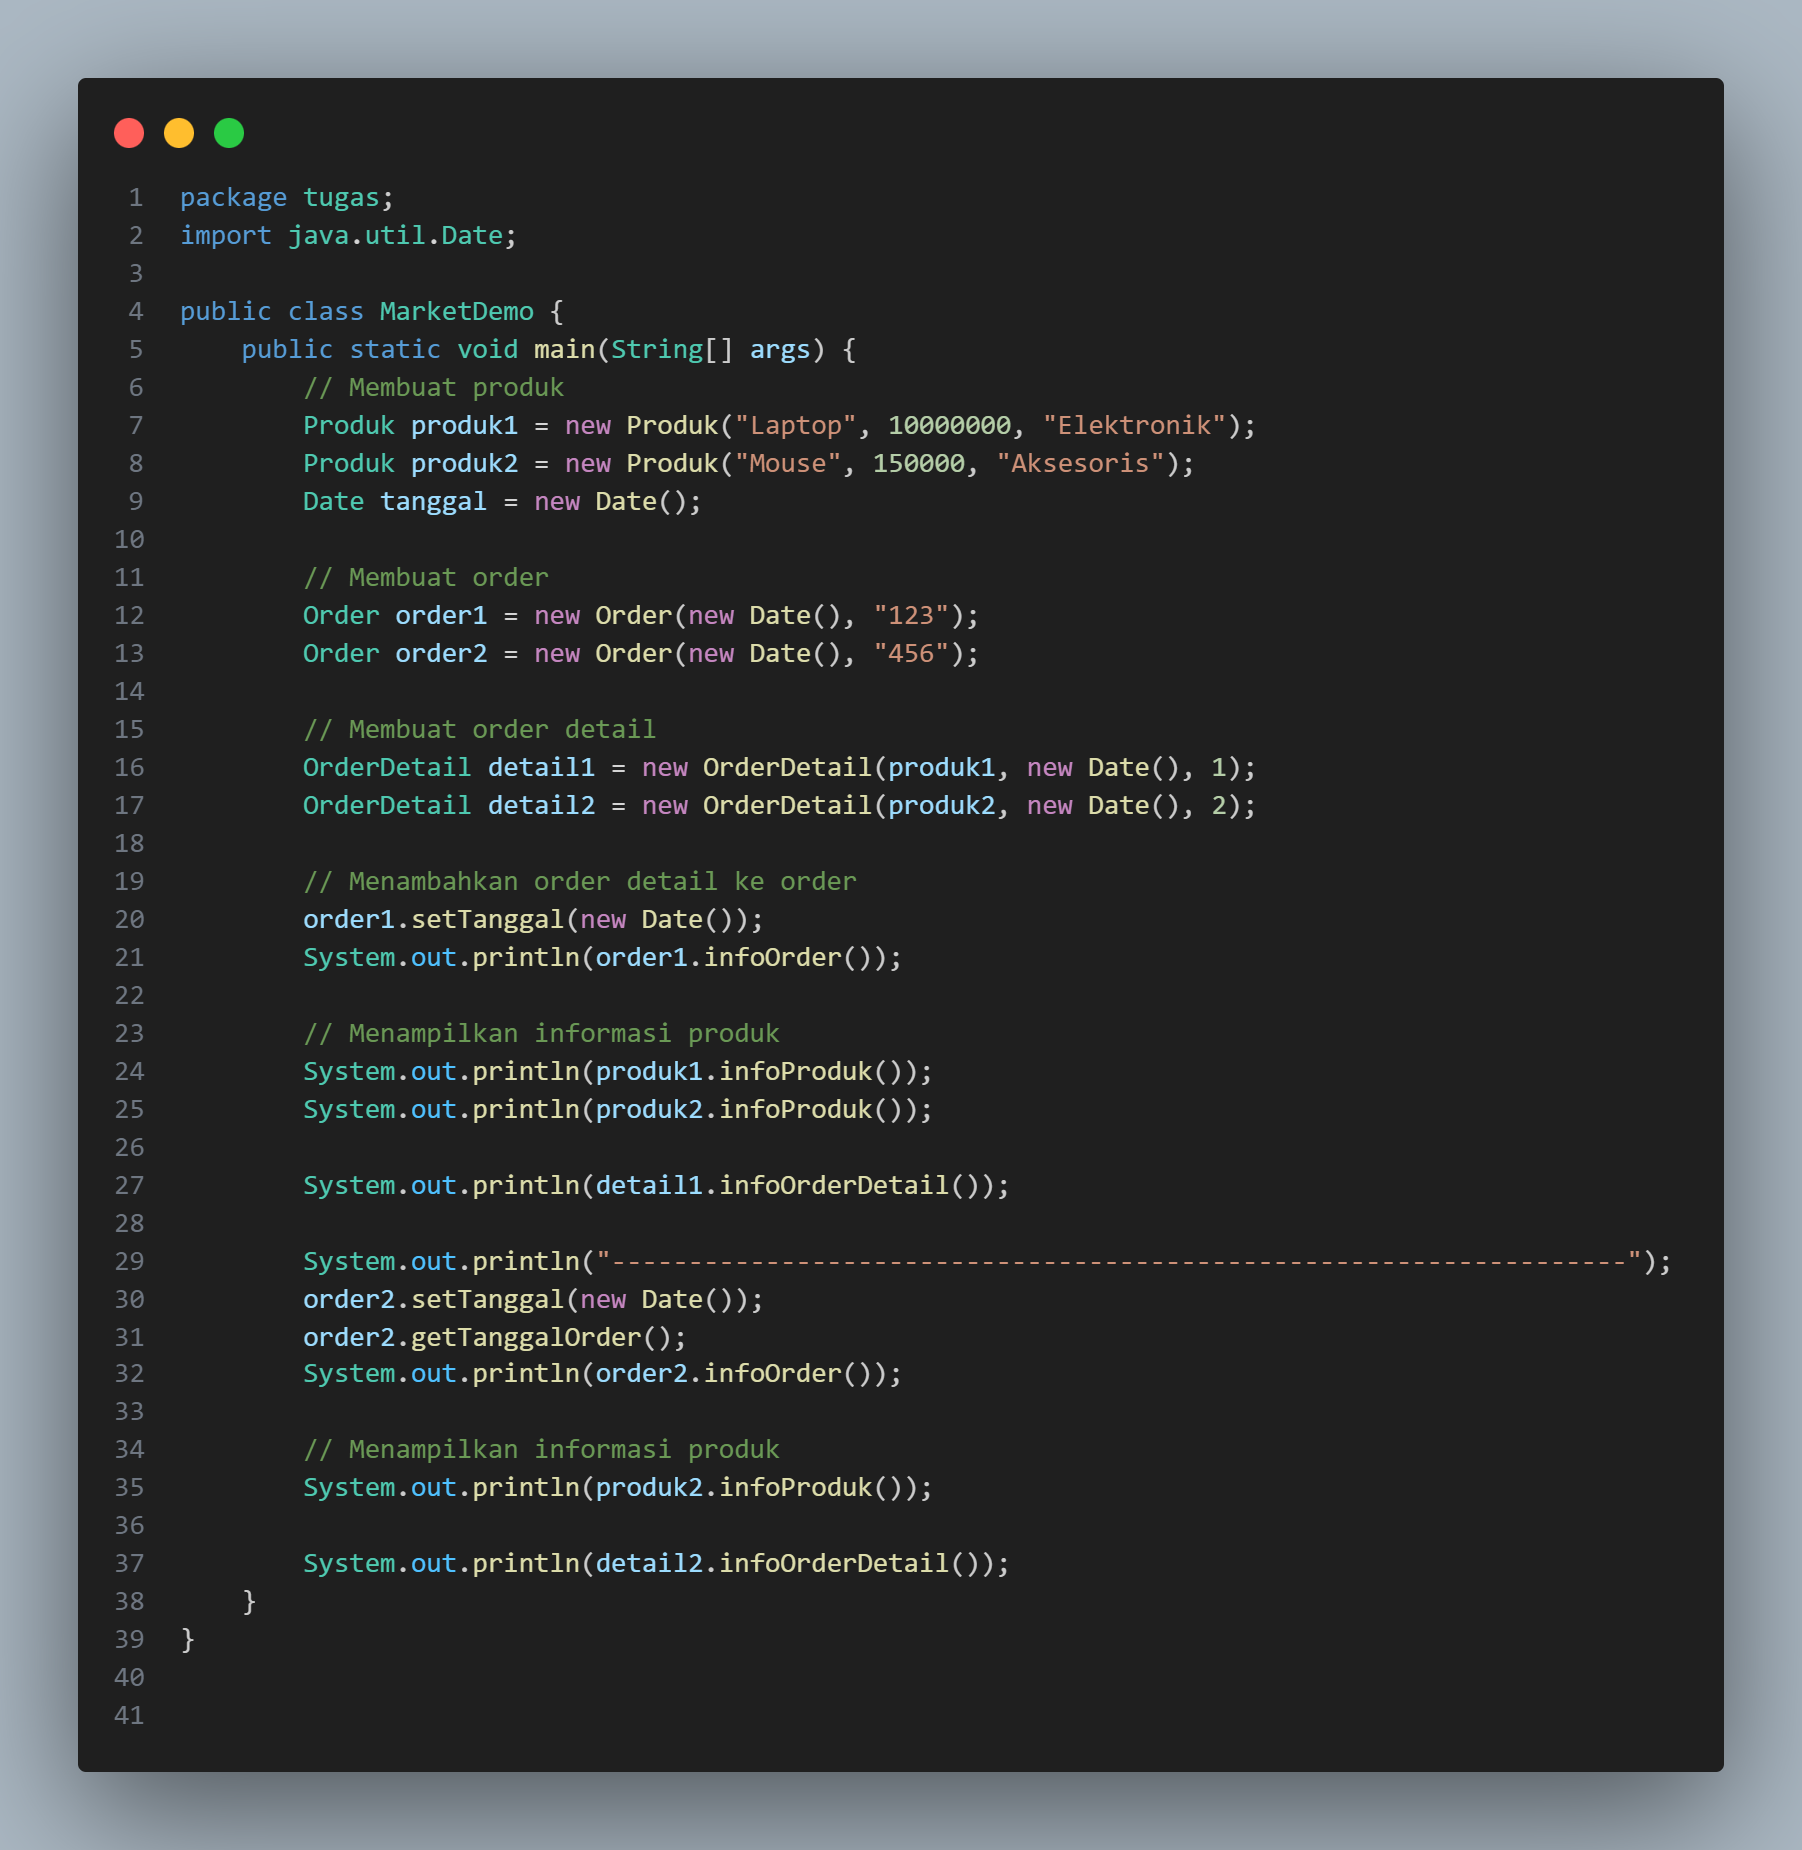 1 package tugas;
2 import java.util.Date;
3
4 public class MarketDemo {
5     public static void main(String[] args) {
6         // Membuat produk
7         Produk produk1 = new Produk("Laptop", 10000000, "Elektronik");
8         Produk produk2 = new Produk("Mouse", 150000, "Aksesoris");
9         Date tanggal = new Date();
10
11         // Membuat order
12         Order order1 = new Order(new Date(), "123");
13         Order order2 = new Order(new Date(), "456");
14
15         // Membuat order detail
16         OrderDetail detail1 = new OrderDetail(produk1, new Date(), 1);
17         OrderDetail detail2 = new OrderDetail(produk2, new Date(), 2);
18
19         // Menambahkan order detail ke order
20         order1.setTanggal(new Date());
21         System.out.println(order1.infoOrder());
22
23         // Menampilkan informasi produk
24         System.out.println(produk1.infoProduk());
25         System.out.println(produk2.infoProduk());
26
27         System.out.println(detail1.infoOrderDetail());
28
29         System.out.println("------------------------------------------------------------------");
30         order2.setTanggal(new Date());
31         order2.getTanggalOrder();
32         System.out.println(order2.infoOrder());
33
34         // Menampilkan informasi produk
35         System.out.println(produk2.infoProduk());
36
37         System.out.println(detail2.infoOrderDetail());
38     }
39 }
40
41